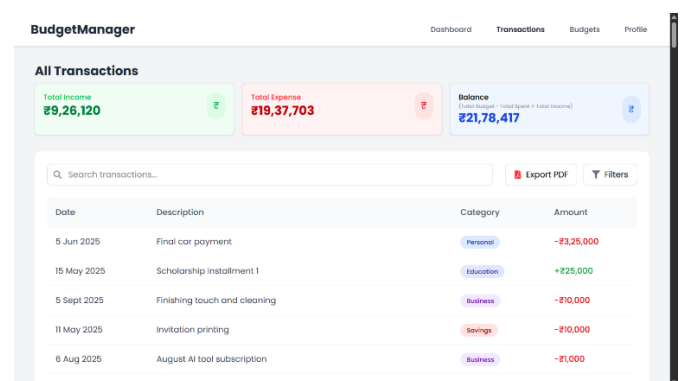 BudgetManager
Dashboard Transactions Budgets Profile
All Transactions
Total Income
₹9,26,120
₹
Total Expense
₹19,37,703
₹
Balance
(Total Budget - Total Spent + Total Income)
₹21,78,417
₹
Search transactions...
Export PDF
Filters
Date Description Category Amount
5 Jun 2025 Final car payment Personal -₹3,25,000
15 May 2025 Scholarship installment 1 Education +₹25,000
5 Sept 2025 Finishing touch and cleaning Business -₹10,000
11 May 2025 Invitation printing Savings -₹10,000
6 Aug 2025 August AI tool subscription Business -₹1,000